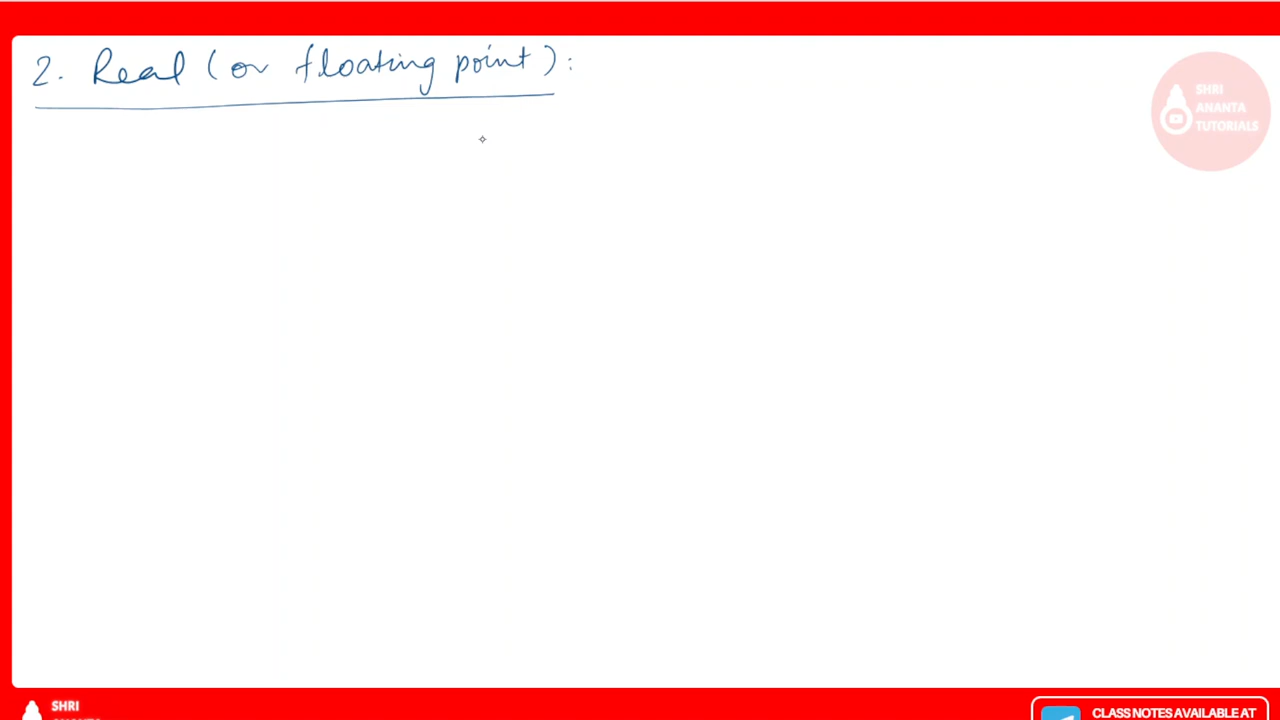 2. Real (or floating point):
SHRI
ANANTA
TUTORIALS
SHRI
CLASS NOTES AVAILABLE AT